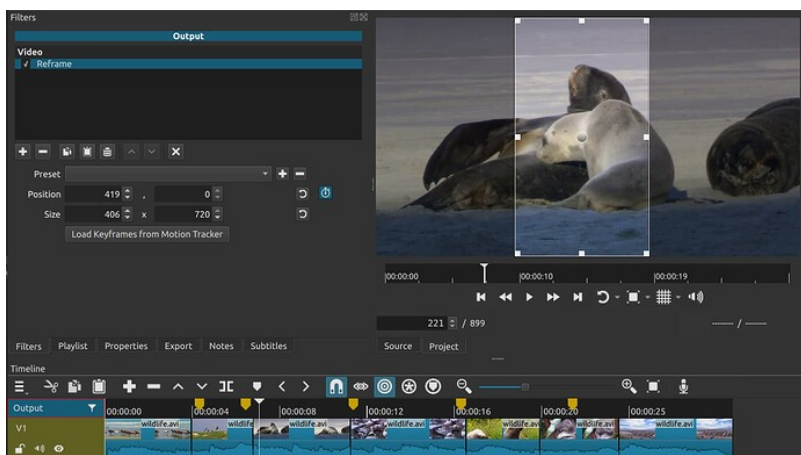 Filters
Output
Video
Reframe
Preset
Position 419 , 0
Size 406 x 720
Load Keyframes from Motion Tracker
00:00:00 00:00:10 00:00:19
221 / 899 --------- / ---------
Filters Playlist Properties Export Notes Subtitles
Source Project
Timeline
Output 00:00:00 00:00:04 00:00:08 00:00:12 00:00:16 00:00:20 00:00:25
V1 wildlife.avi wildlife wildlife.avi wildlife.avi wildlife.avi wildlife.avi wildlife.avi